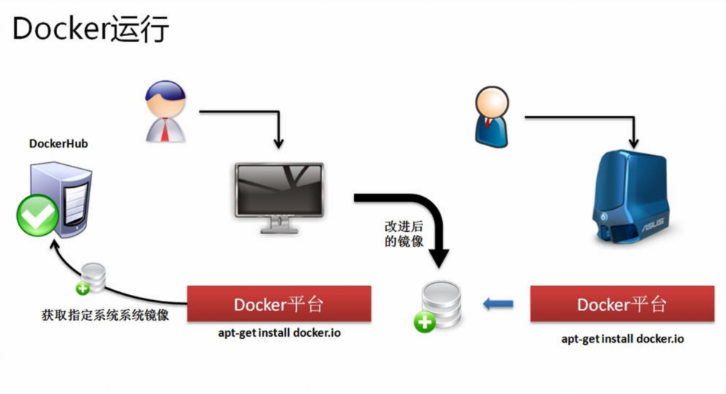 Docker运行
DockerHub
改进后
的镜像
ASUS
获取指定系统系统镜像
Docker平台
apt-get install docker.io
Docker平台
apt-get install docker.io